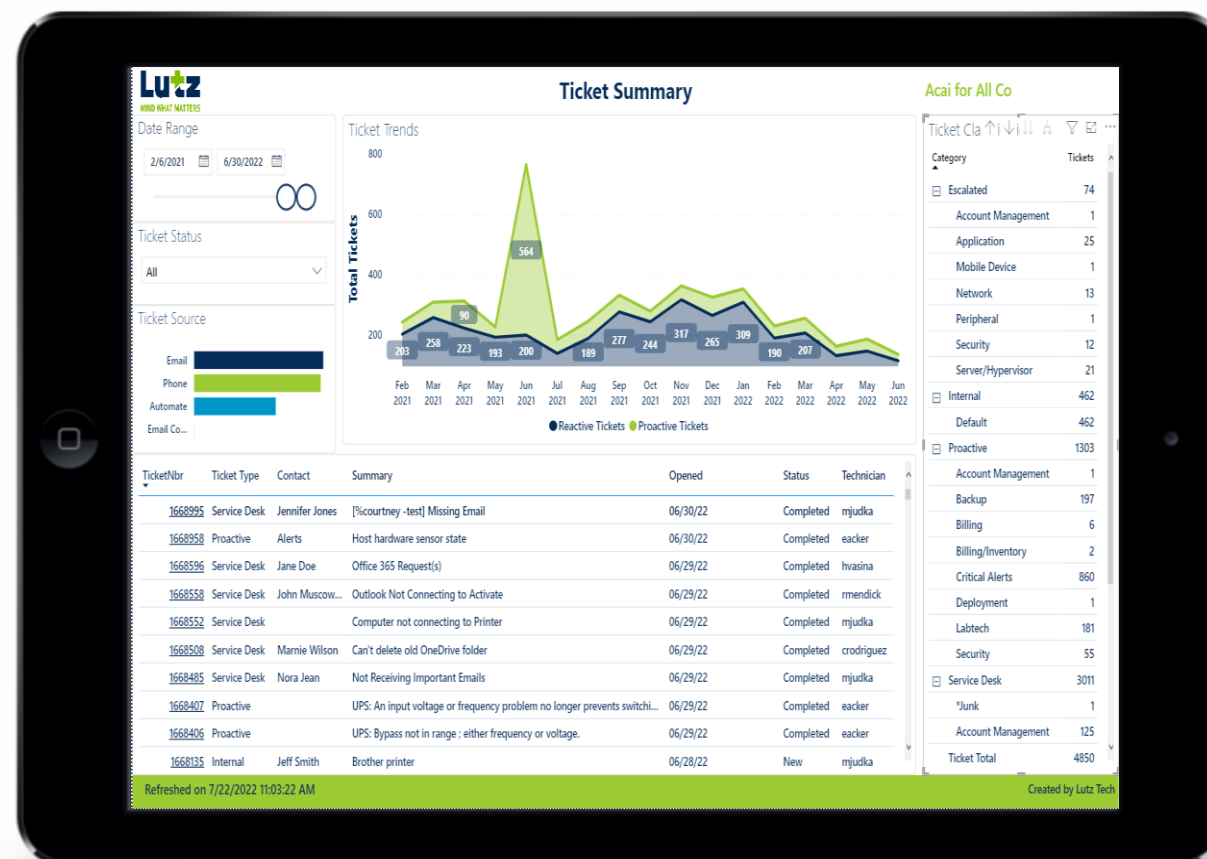 Lutz
MIND WHAT MATTERS
Ticket Summary
Acai for All Co
Date Range
2/6/2021 6/30/2022
Ticket Status
All
Ticket Source
Email
Phone
Automate
Email Co...
Ticket Trends
Total Tickets
800
600
400
200
564
90
203 258 223 193 200 189 277 244 317 265 309 190 207
Feb Mar Apr May Jun Jul Aug Sep Oct Nov Dec Jan Feb Mar Apr May Jun
2021 2021 2021 2021 2021 2021 2021 2021 2021 2021 2021 2022 2022 2022 2022 2022 2022
Reactive Tickets Proactive Tickets
Ticket Cla
Category Tickets
Escalated 74
Account Management 1
Application 25
Mobile Device 1
Network 13
Peripheral 1
Security 12
Server/Hypervisor 21
Internal 462
Default 462
Proactive 1303
Account Management 1
Backup 197
Billing 6
Billing/Inventory 2
Critical Alerts 860
Deployment 1
Labtech 181
Security 55
Service Desk 3011
*Junk 1
Account Management 125
Ticket Total 4850
TicketNbr Ticket Type Contact Summary Opened Status Technician
1668995 Service Desk Jennifer Jones [%courtney -test] Missing Email 06/30/22 Completed mjudka
1668958 Proactive Alerts Host hardware sensor state 06/30/22 Completed eacker
1668596 Service Desk Jane Doe Office 365 Request(s) 06/29/22 Completed hvasina
1668558 Service Desk John Muscow... Outlook Not Connecting to Activate 06/29/22 Completed rmendick
1668552 Service Desk Computer not connecting to Printer 06/29/22 Completed mjudka
1668508 Service Desk Marnie Wilson Can't delete old OneDrive folder 06/29/22 Completed crodriguez
1668485 Service Desk Nora Jean Not Receiving Important Emails 06/29/22 Completed mjudka
1668407 Proactive UPS: An input voltage or frequency problem no longer prevents switchi... 06/29/22 Completed eacker
1668406 Proactive UPS: Bypass not in range ; either frequency or voltage. 06/29/22 Completed eacker
1668135 Internal Jeff Smith Brother printer 06/28/22 New mjudka
Refreshed on 7/22/2022 11:03:22 AM
Created by Lutz Tech